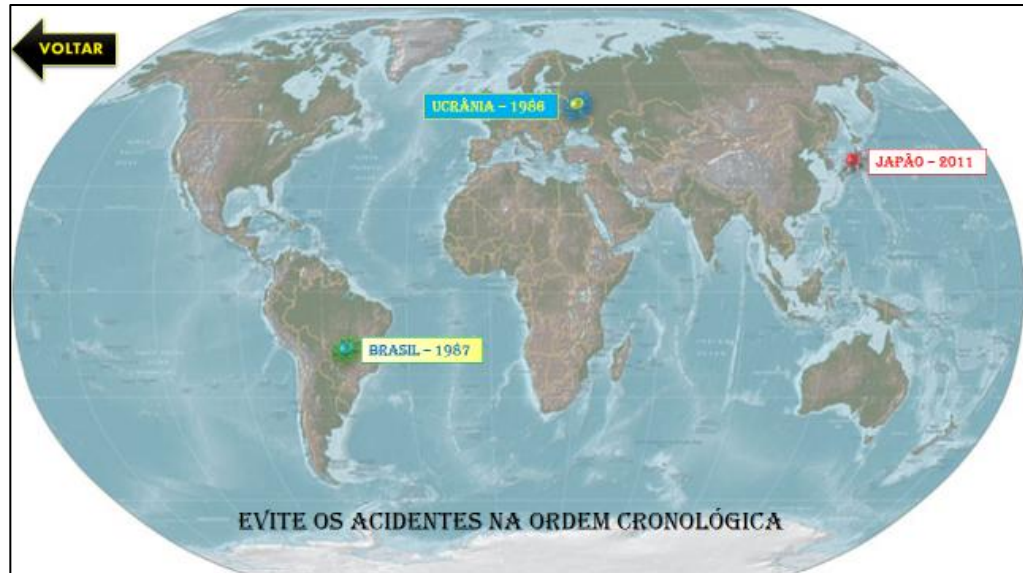 VOLTAR
UCRÂNIA – 1986
JAPÃO – 2011
BRASIL – 1987
EVITE OS ACIDENTES NA ORDEM CRONOLÓGICA